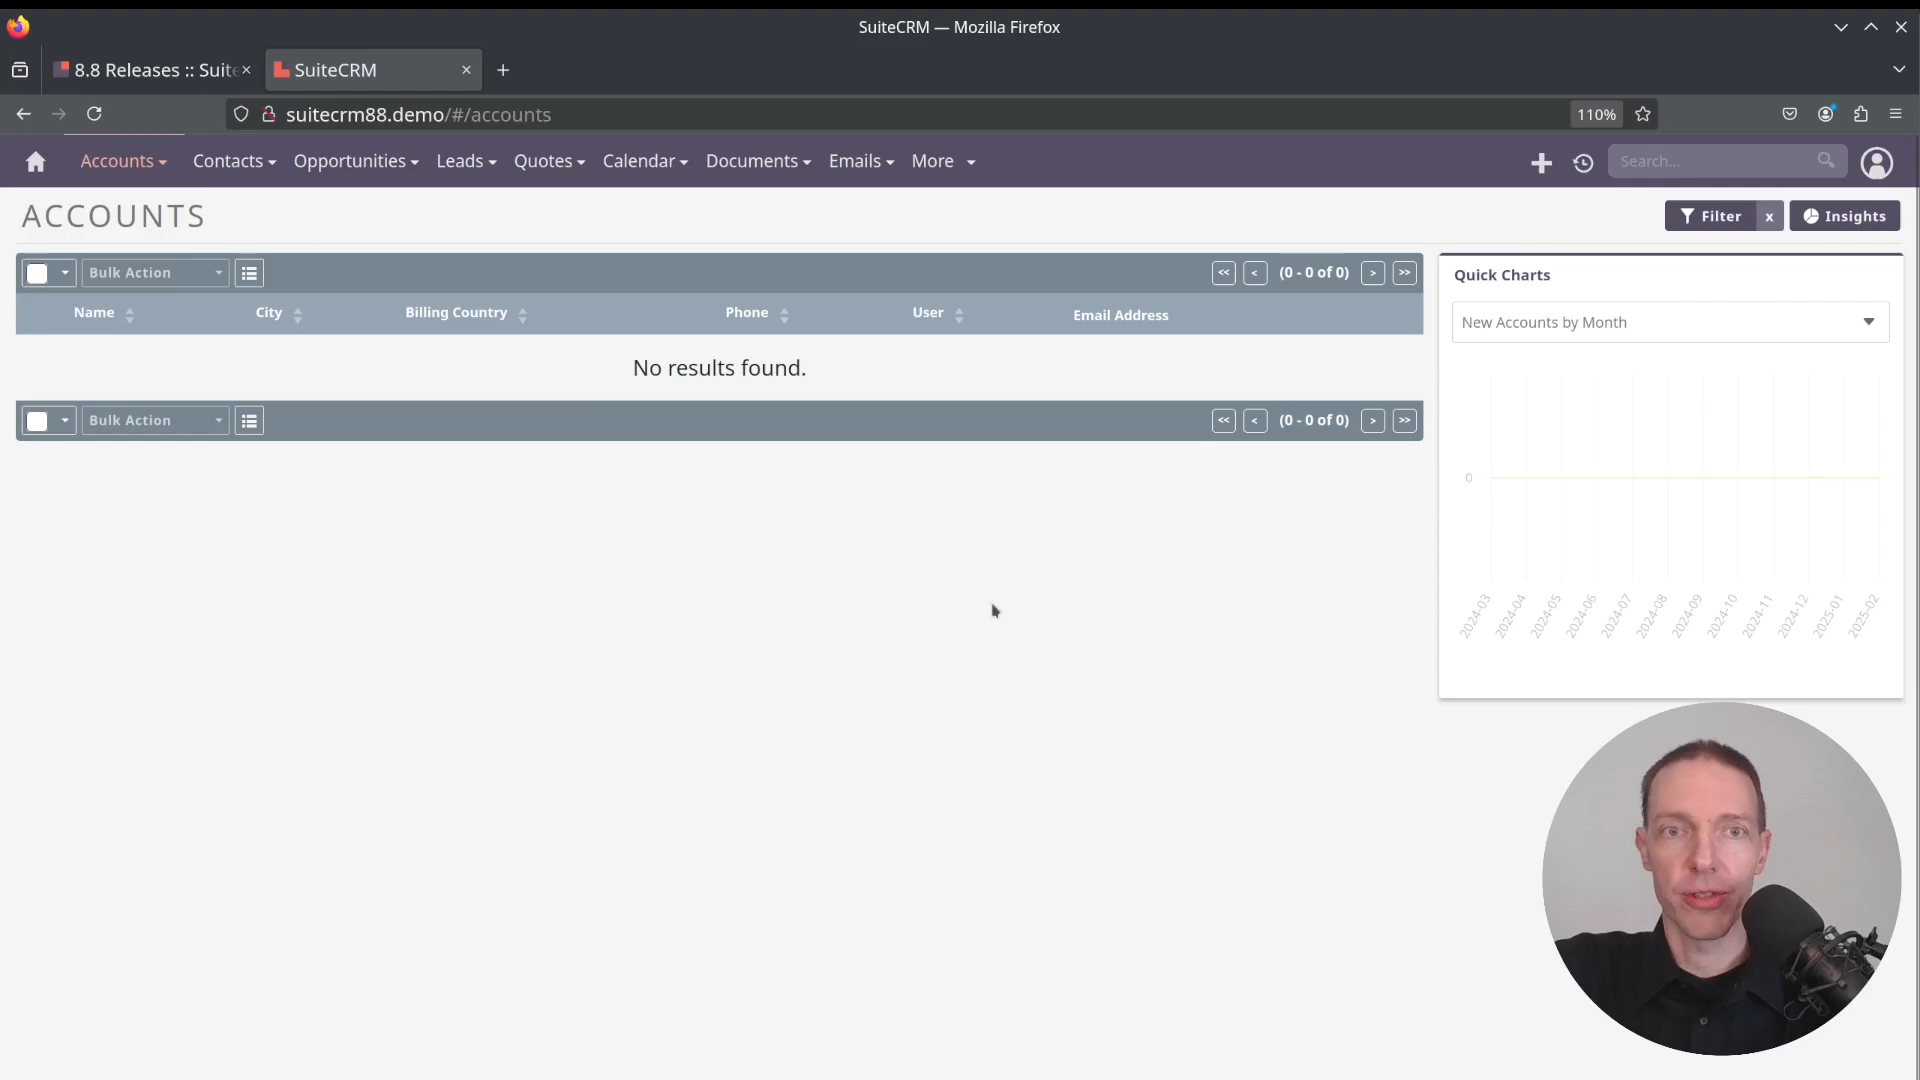 SuiteCRM — Mozilla Firefox
8.8 Releases :: Suite
SuiteCRM
suitecrm88.demo/#/accounts
110%
Accounts
Contacts
Opportunities
Leads
Quotes
Calendar
Documents
Emails
More
Search...
ACCOUNTS
Filter
x
Insights
Bulk Action
<<
<
(0 - 0 of 0)
>
>>
Name
City
Billing Country
Phone
User
Email Address
No results found.
Bulk Action
<<
<
(0 - 0 of 0)
>
>>
Quick Charts
New Accounts by Month
0
2024-03
2024-04
2024-05
2024-06
2024-07
2024-08
2024-09
2024-10
2024-11
2024-12
2025-01
2025-02